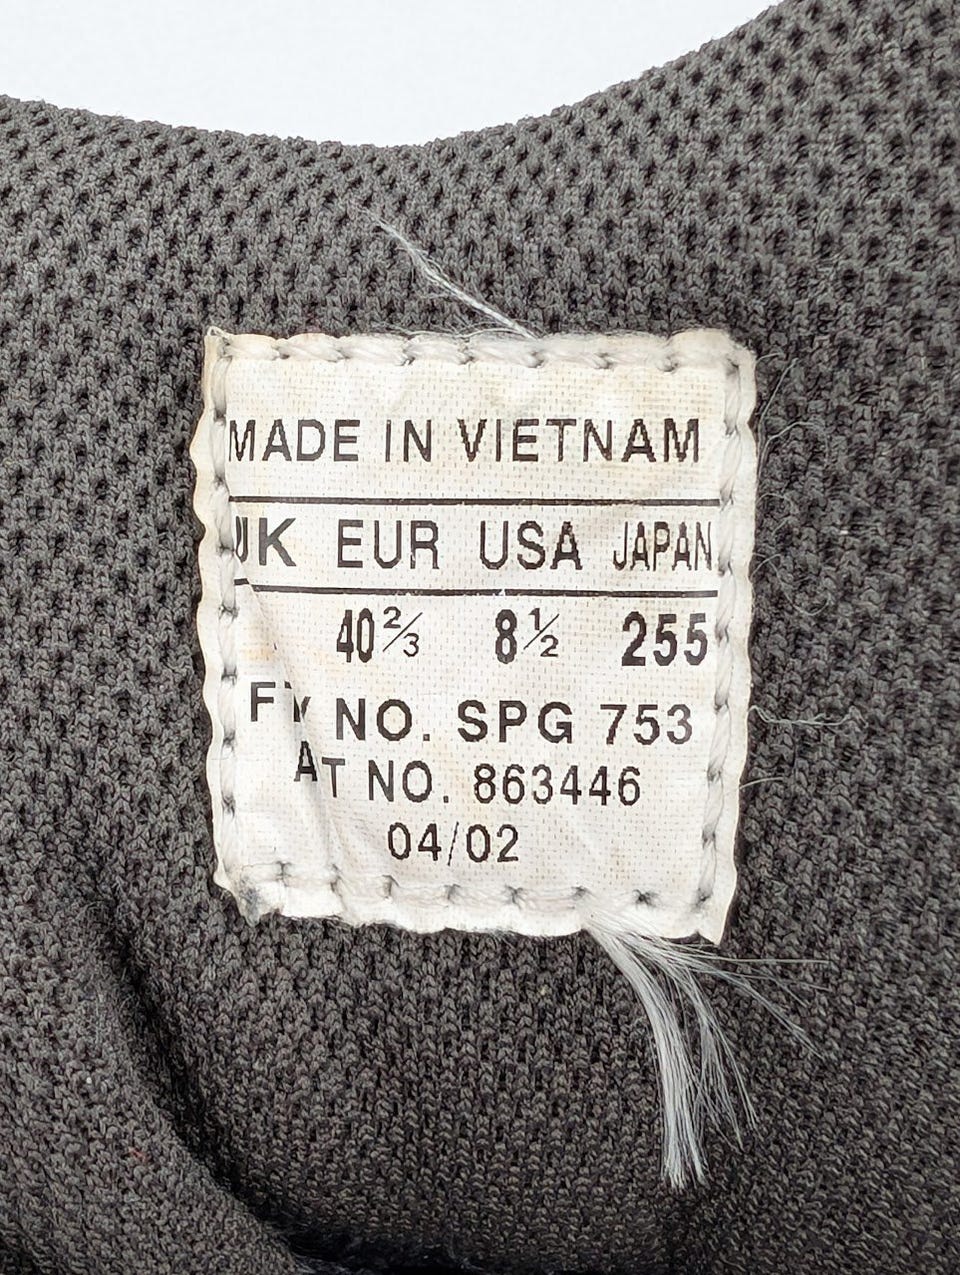 MADE IN VIETNAM
UK EUR USA JAPAN
40⅔ 8½ 255
FTY NO. SPG 753
AT NO. 863446
04/02